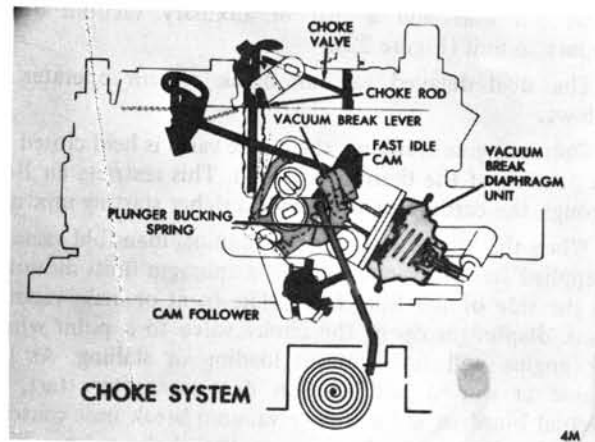 CHOKE
VALVE
CHOKE ROD
VACUUM BREAK LEVER
FAST IDLE
CAM
VACUUM
BREAK
DIAPHRAGM
UNIT
PLUNGER BUCKING
SPRING
CAM FOLLOWER
CHOKE SYSTEM
4M